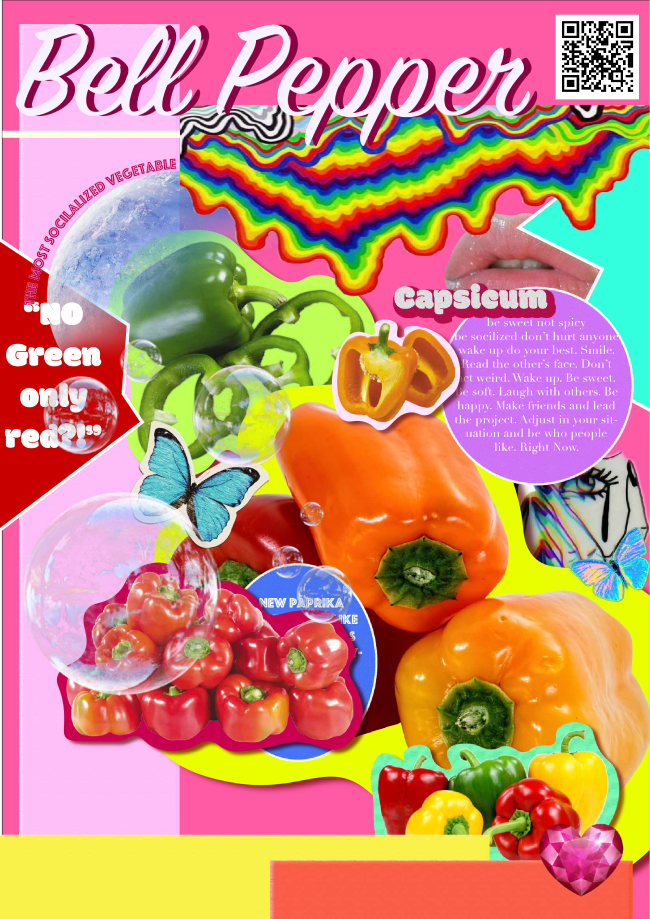 Bell Pepper
THE MOST SOCILALIZED VEGETABLE
Capsicum
“NO
Green
only
red?!”
be sweet not spicy
be socilized don’t hurt anyone
wake up do your best. Smile.
Read the other’s face. Don’t
weird. Wake up. Be sweet.
be soft. Laugh with others. Be
happy. Make friends and lead
the project. Adjust in your sit-
uation and be who people
like. Right Now.
NEW PAPRIKA